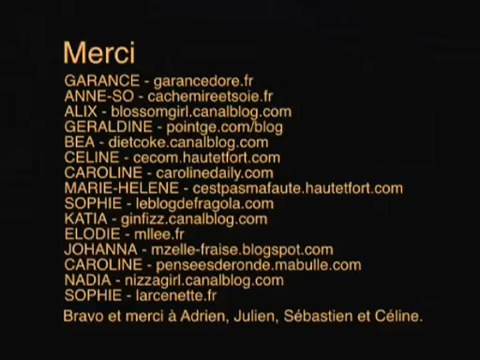 Merci
GARANCE - garancedore.fr
ANNE-SO - cachemireetsoie.fr
ALIX - blossomgirl.canalblog.com
GERALDINE - pointge.com/blog
BEA - dietcoke.canalblog.com
CELINE - cecom.hautetfort.com
CAROLINE - carolinedaily.com
MARIE-HELENE - cestpasmafaute.hautetfort.com
SOPHIE - leblogdefragola.com
KATIA - ginfizz.canalblog.com
ELODIE - mllee.fr
JOHANNA - mzelle-fraise.blogspot.com
CAROLINE - penseesderonde.mabulle.com
NADIA - nizzagirl.canalblog.com
SOPHIE - larcenette.fr
Bravo et merci à Adrien, Julien, Sébastien et Céline.